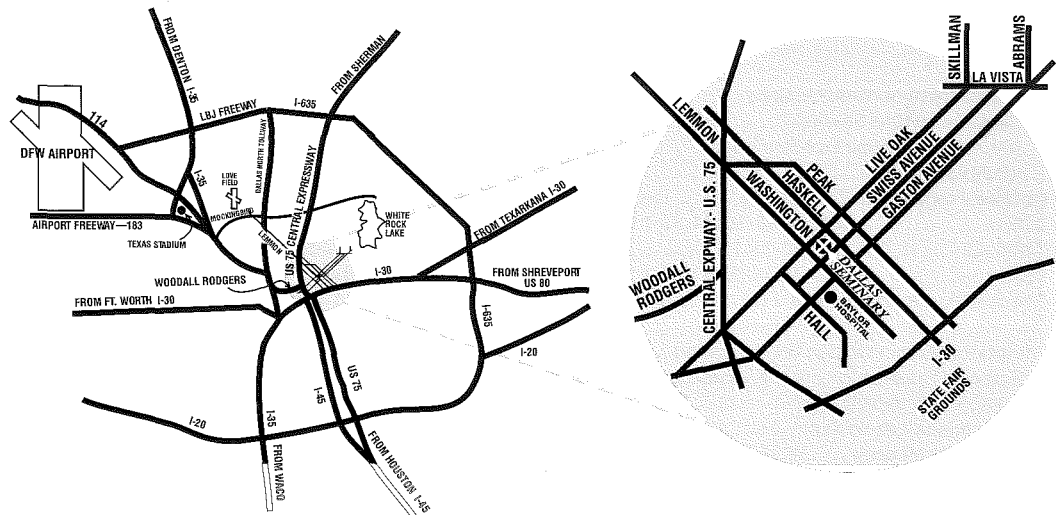 FROM DENTON I-35
FROM SHERMAN
114
LBJ FREEWAY
I-635
DFW AIRPORT
I-35
LOVE
FIELD
DALLAS NORTH TOLLWAY
US 75 CENTRAL EXPRESSWAY
MOCKINGBIRD
LEMMON
WHITE
ROCK
LAKE
AIRPORT FREEWAY—183
TEXAS STADIUM
FROM TEXARKANA I-30
WOODALL RODGERS
I-30
FROM SHREVEPORT
US 80
FROM FT. WORTH I-30
I-635
I-20
US 75
I-45
I-35
I-20
FROM WACO
FROM HOUSTON I-45
SKILLMAN
ABRAMS
LA VISTA
LEMMON
LIVE OAK
SWISS AVENUE
GASTON AVENUE
PEAK
HASKELL
WASHINGTON
CENTRAL EXPWAY.- U.S. 75
WOODALL
RODGERS
DALLAS
SEMINARY
BAYLOR
HOSPITAL
HALL
I-30
STATE FAIR
GROUNDS